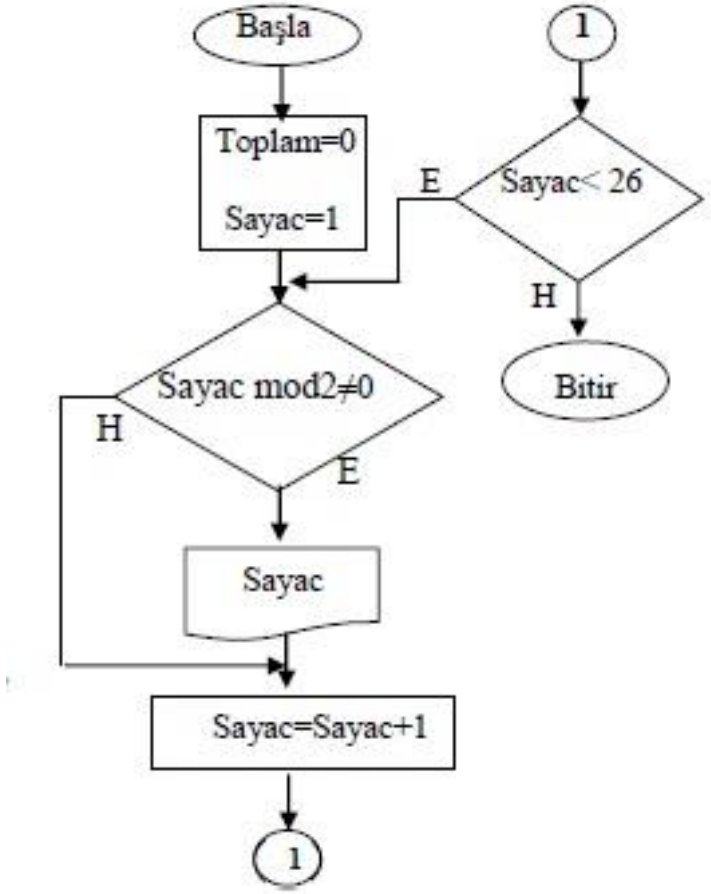 Başla
Toplam=0
Sayac=1
Sayac mod2≠0
H
E
Sayac
Sayac=Sayac+1
1
1
Sayac< 26
E
H
Bitir